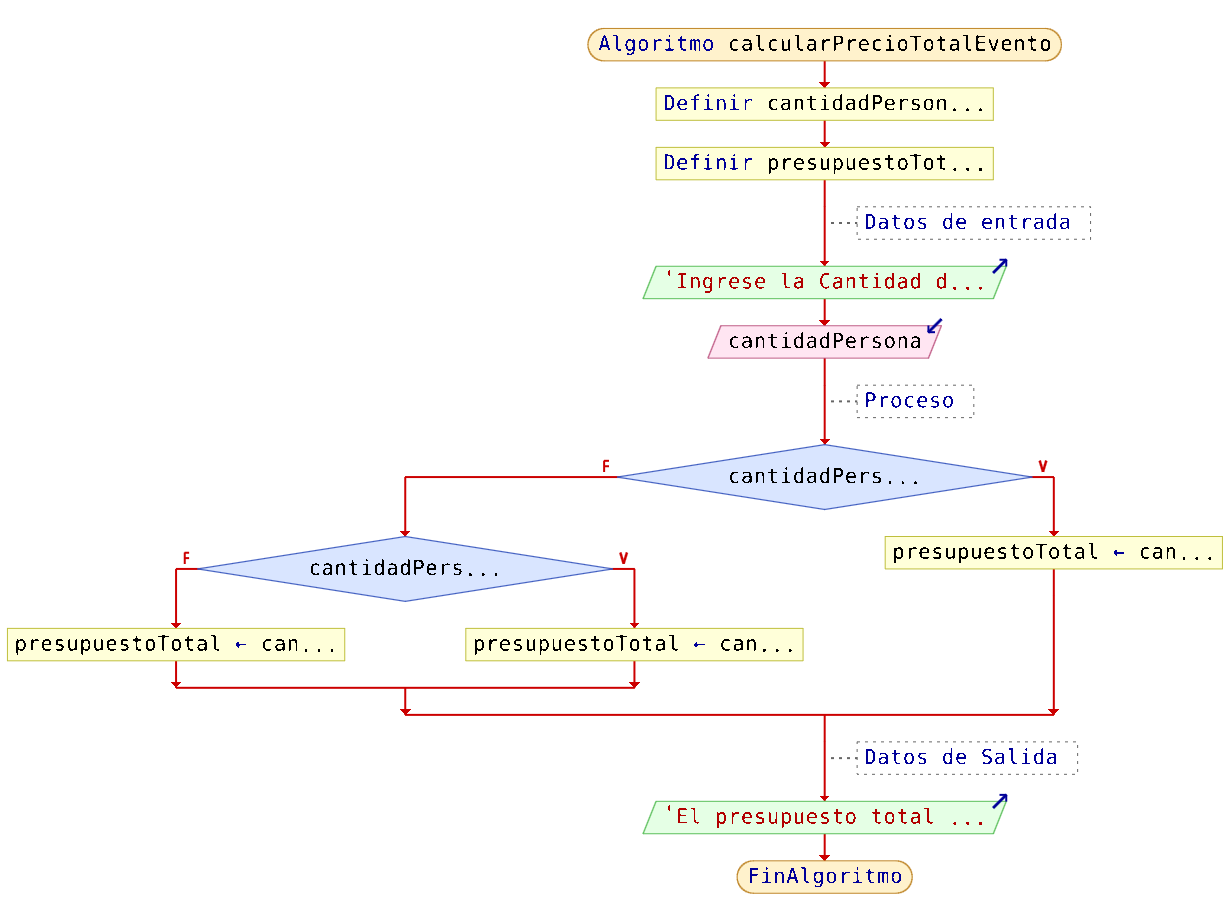 Algoritmo calcularPrecioTotalEvento
Definir cantidadPerson...
Definir presupuestoTot...
Datos de entrada
'Ingrese la Cantidad d...
cantidadPersona
Proceso
F
cantidadPers...
V
F
cantidadPers...
V
presupuestoTotal ← can...
presupuestoTotal ← can...
presupuestoTotal ← can...
Datos de Salida
'El presupuesto total ...
FinAlgoritmo